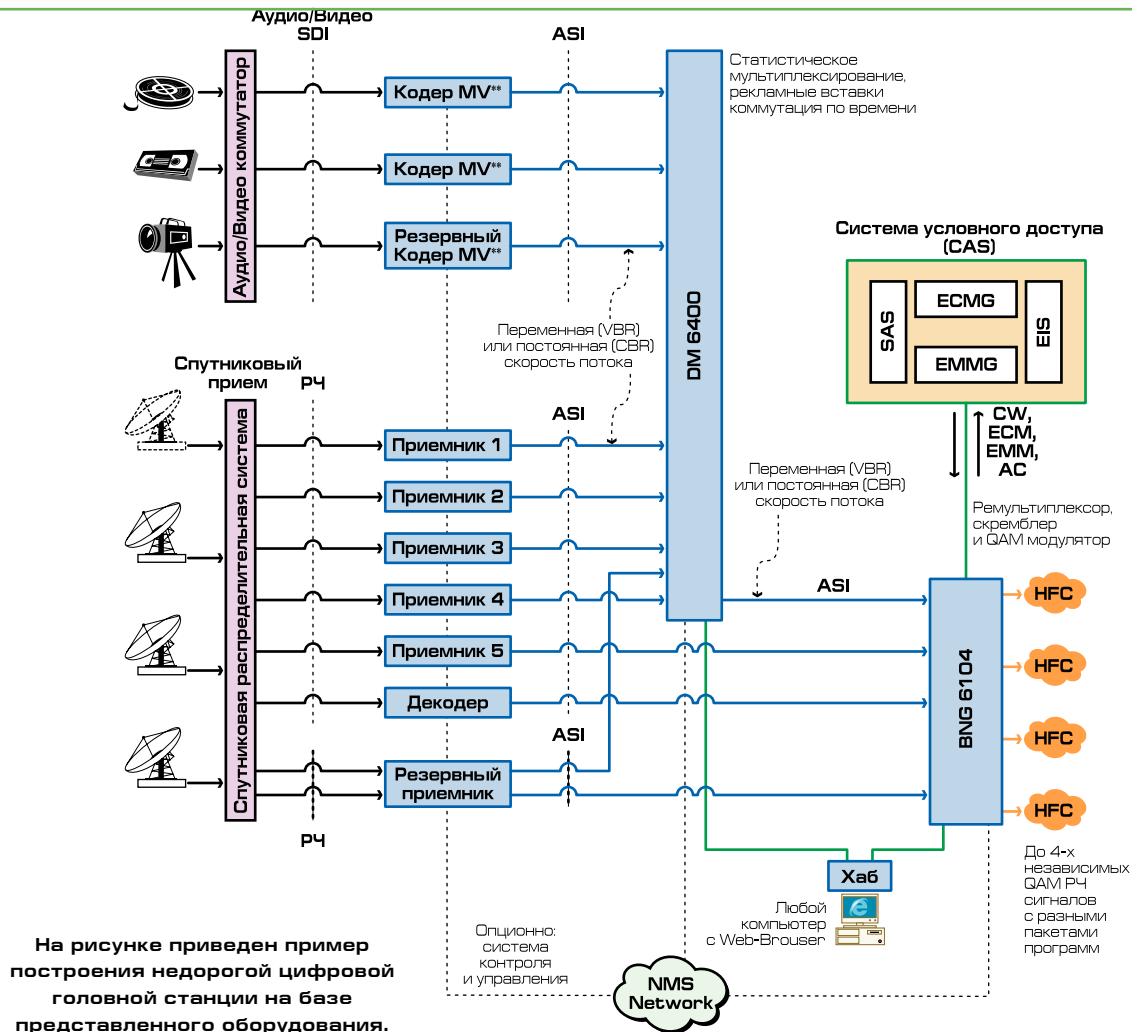 Аудио/Видео
SDI
ASI
Аудио/Видео коммутатор
Кодер MV**
Кодер MV**
Резервный
Кодер MV**
Статистическое
мультиплексирование,
рекламные вставки
коммутация по времени
DM 6400
Переменная (VBR)
или постоянная (CBR)
скорость потока
Система условного доступа
(CAS)
SAS
ECMG
EMMG
EIS
CW,
ECM,
EMM,
AC
Спутниковый
прием
РЧ
ASI
Спутниковая распределительная система
Приемник 1
Приемник 2
Приемник 3
Приемник 4
Приемник 5
Декодер
Резервный
приемник
ASI
РЧ
Переменная (VBR)
или постоянная (CBR)
скорость потока
ASI
Ремультиплексор,
скремблер
и QAM модулятор
BNG 6104
HFC
HFC
HFC
HFC
До 4-х
независимых
QAM РЧ
сигналов
с разными
пакетами
программ
Хаб
Любой
компьютер
с Web-Brouser
Опционно:
система
контроля
и управления
NMS
Network
На рисунке приведен пример
построения недорогой цифровой
головной станции на базе
представленного оборудования.